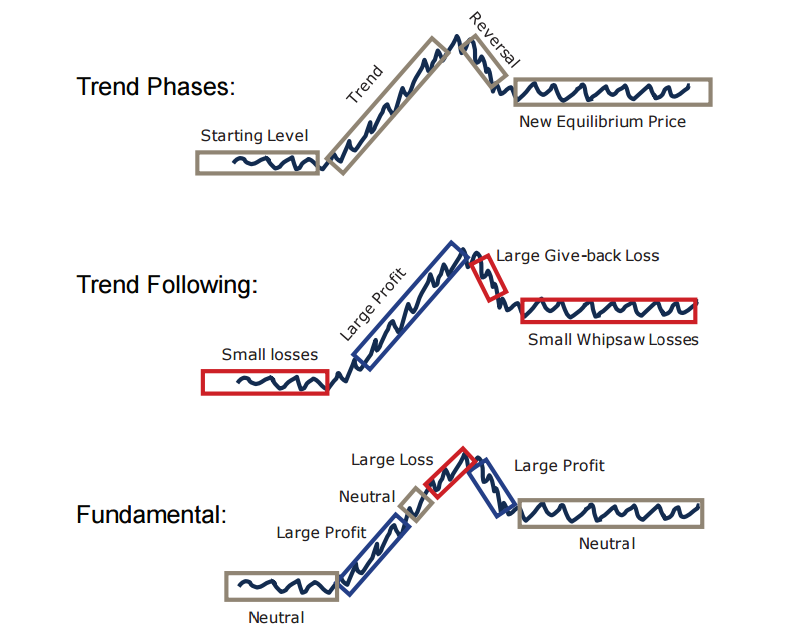 Trend Phases:
Starting Level
Trend
Reversal
New Equilibrium Price
Trend Following:
Small losses
Large Profit
Large Give-back Loss
Small Whipsaw Losses
Fundamental:
Neutral
Large Profit
Neutral
Large Loss
Large Profit
Neutral